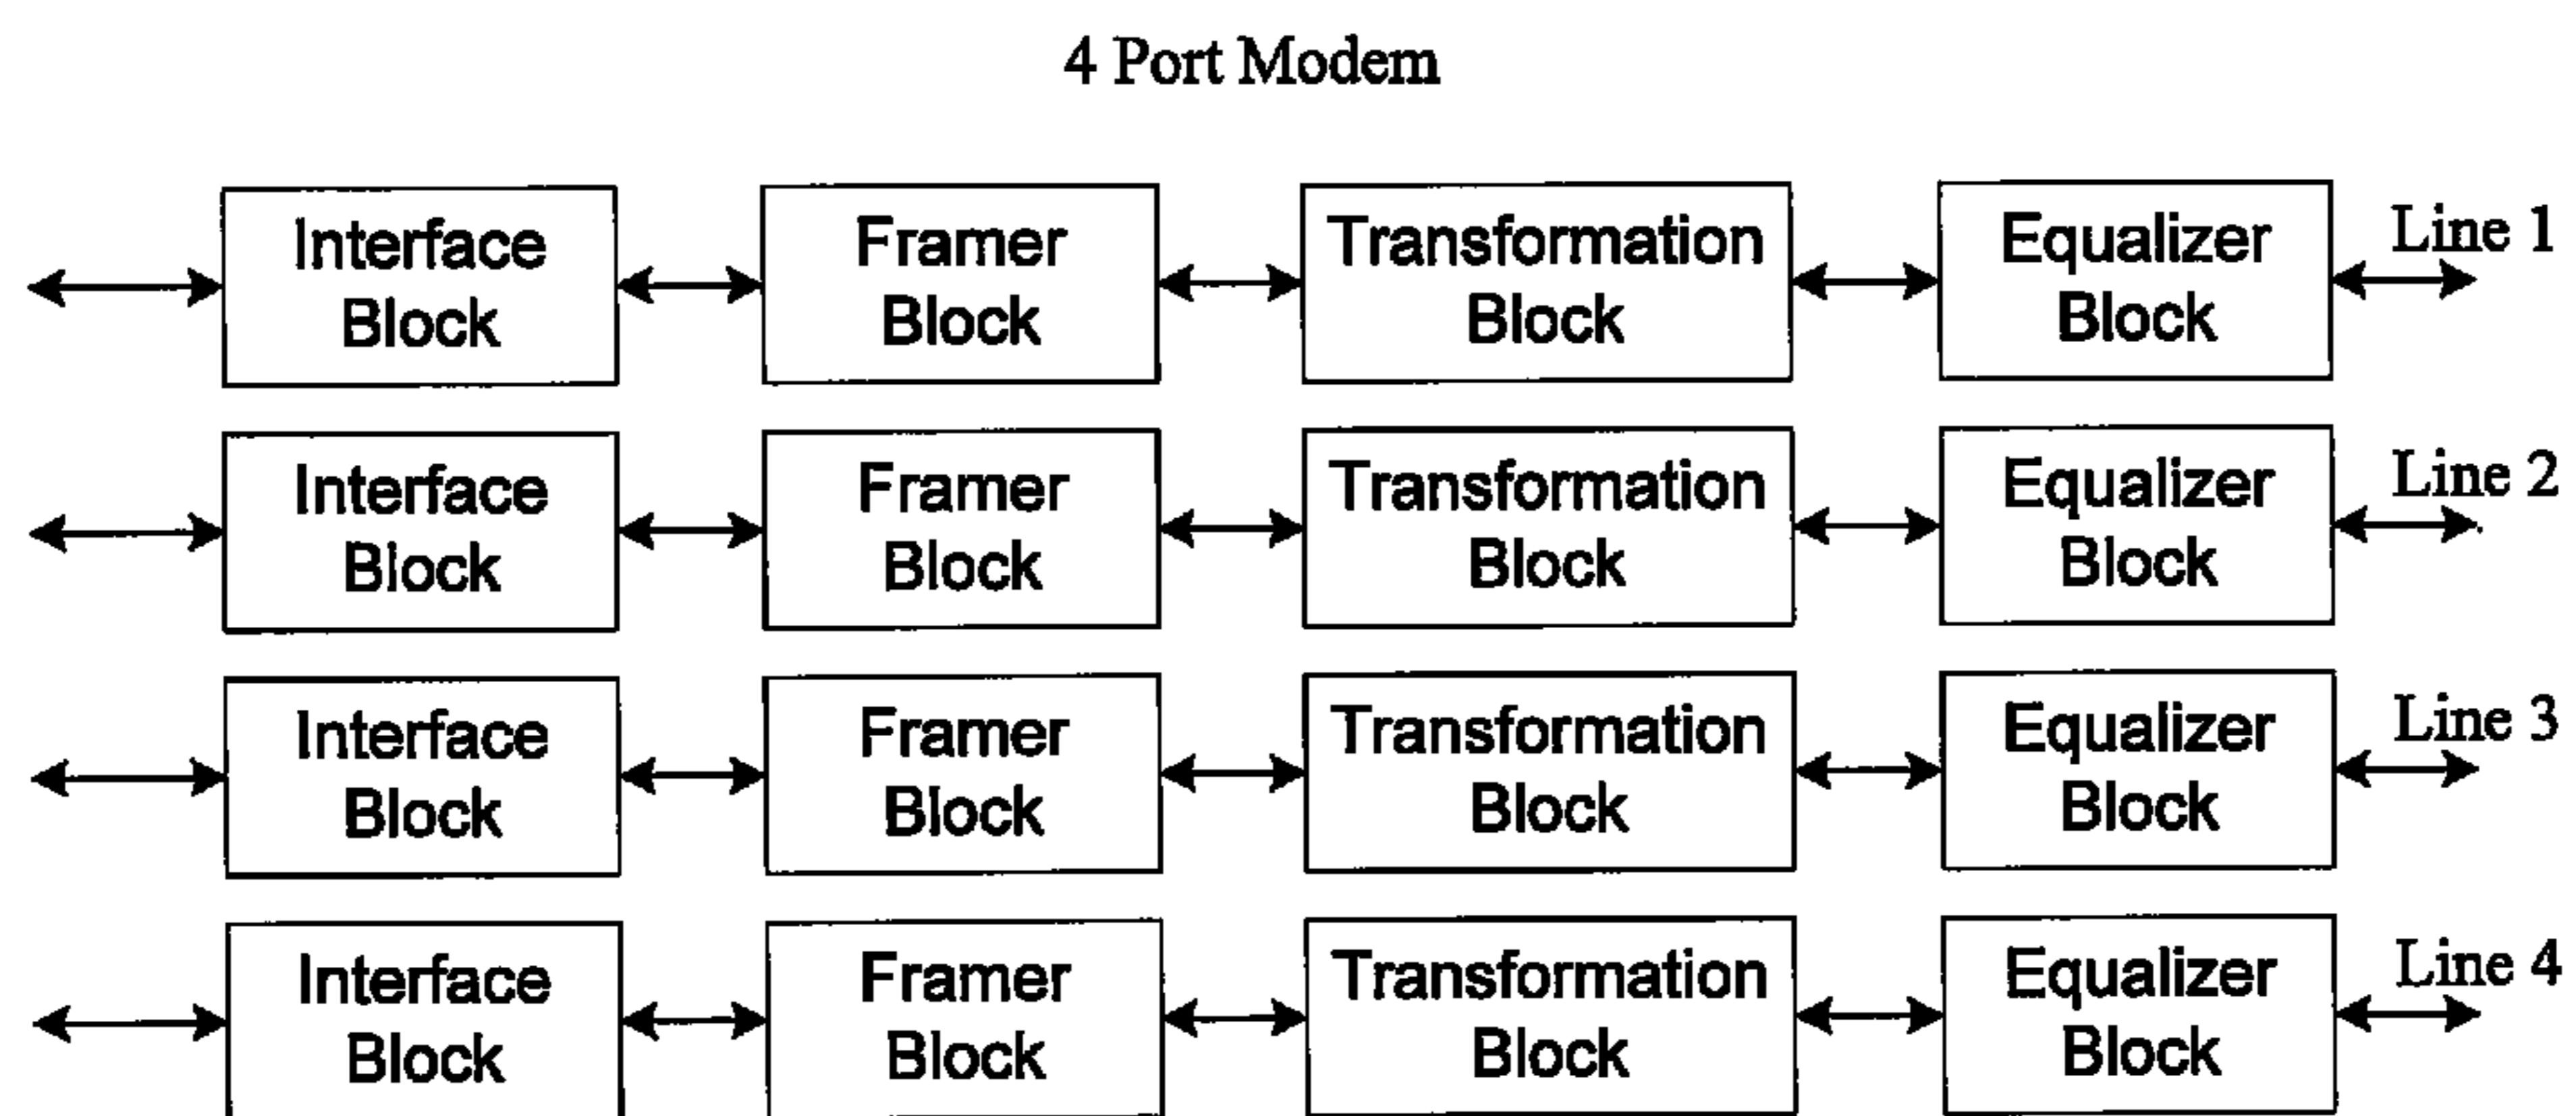 4 Port Modem
Interface
Block
Framer
Block
Transformation
Block
Equalizer
Block
Line 1
Interface
Block
Framer
Block
Transformation
Block
Equalizer
Block
Line 2
Interface
Block
Framer
Block
Transformation
Block
Equalizer
Block
Line 3
Interface
Block
Framer
Block
Transformation
Block
Equalizer
Block
Line 4